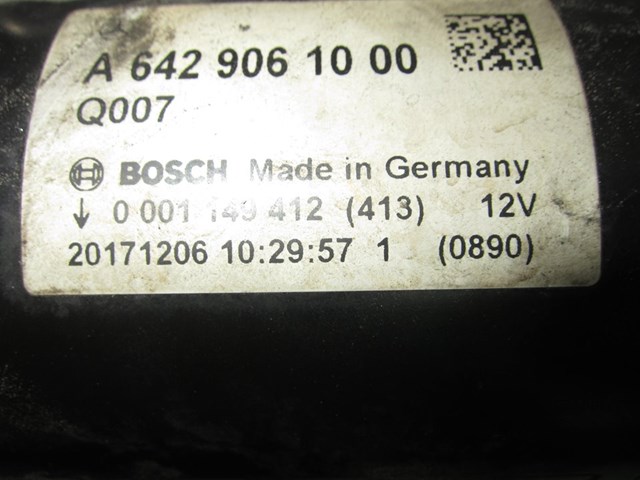 A 642 906 10 00
Q007
BOSCH Made in Germany
↓ 0 001 149 412 (413) 12V
20171206 10:29:57 1 (0890)